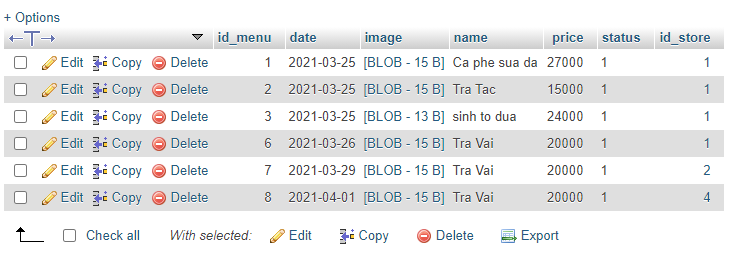 + Options
id_menu date image name price status id_store
Edit Copy Delete 1 2021-03-25 [BLOB - 15 B] Ca phe sua da 27000 1 1
Edit Copy Delete 2 2021-03-25 [BLOB - 15 B] Tra Tac 15000 1 1
Edit Copy Delete 3 2021-03-25 [BLOB - 13 B] sinh to dua 24000 1 1
Edit Copy Delete 6 2021-03-26 [BLOB - 15 B] Tra Vai 20000 1 1
Edit Copy Delete 7 2021-03-29 [BLOB - 15 B] Tra Vai 20000 1 2
Edit Copy Delete 8 2021-04-01 [BLOB - 15 B] Tra Vai 20000 1 4
Check all With selected: Edit Copy Delete Export